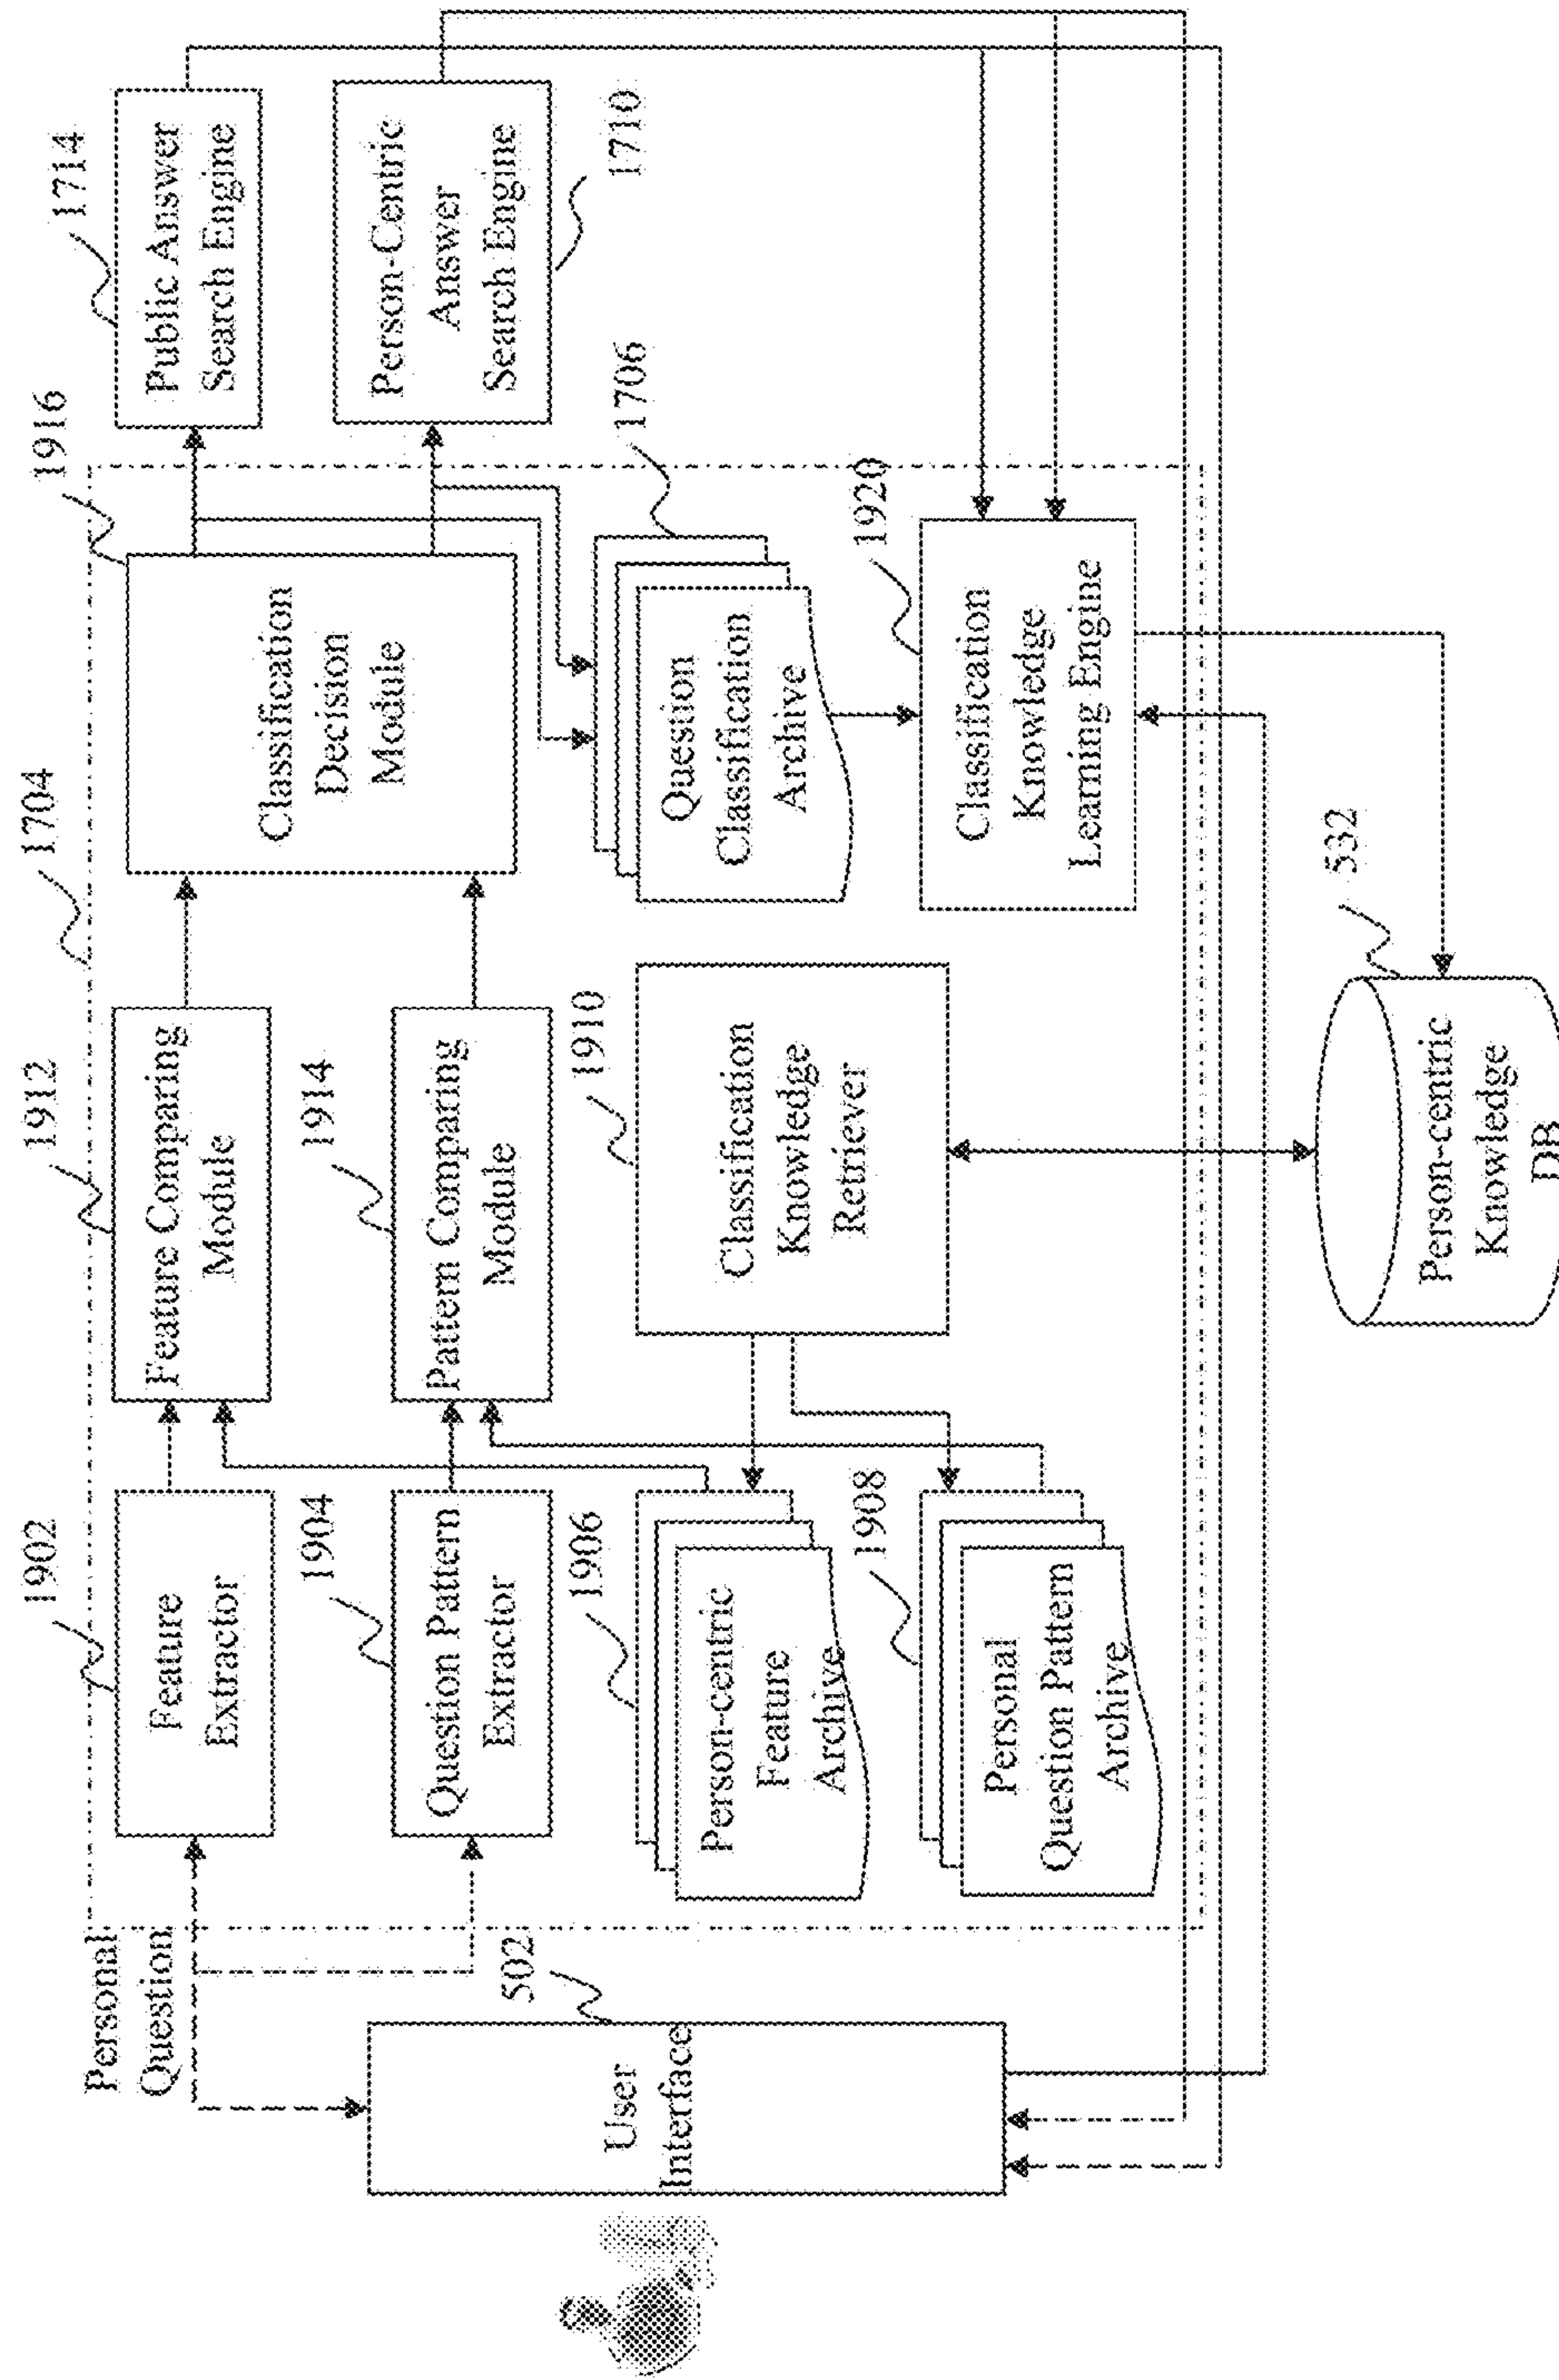 1704
1902
1912
1916
1714
Personal
Question
Feature
Extractor
Feature Comparing
Module
Classification
Decision
Module
Public Answer
Search Engine
1904
1914
Question Pattern
Extractor
Pattern Comparing
Module
Person-Centric
Answer
Search Engine
1710
502
User
Interface
1906
Person-centric
Feature
Archive
1910
Classification
Knowledge
Retriever
1706
Question
Classification
Archive
1908
Personal
Question Pattern
Archive
1920
Classification
Knowledge
Learning Engine
532
Person-centric
Knowledge
DB